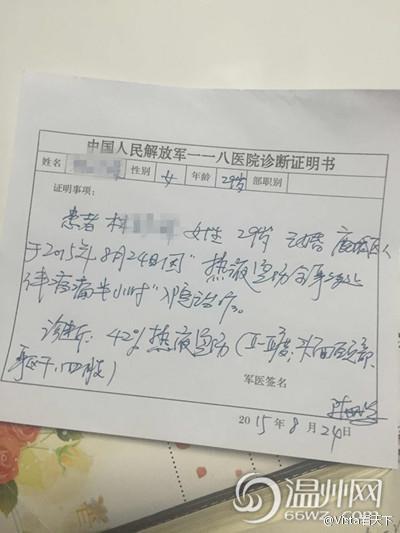 中国人民解放军一一八医院诊断证明书
姓名 性别 女 年龄 29岁 部职别
证明事项:
患者 林 女性 29岁 已婚 鹿城区人
于2015年8月24日因"热液烫伤全身多处
伴疼痛半小时"入院治疗。
诊断: 42%热液烫伤(II-III度,头面颈部
躯干,四肢)
军医签名
2015年8月24日
温州网
66WZ.COM
@Vista看天下